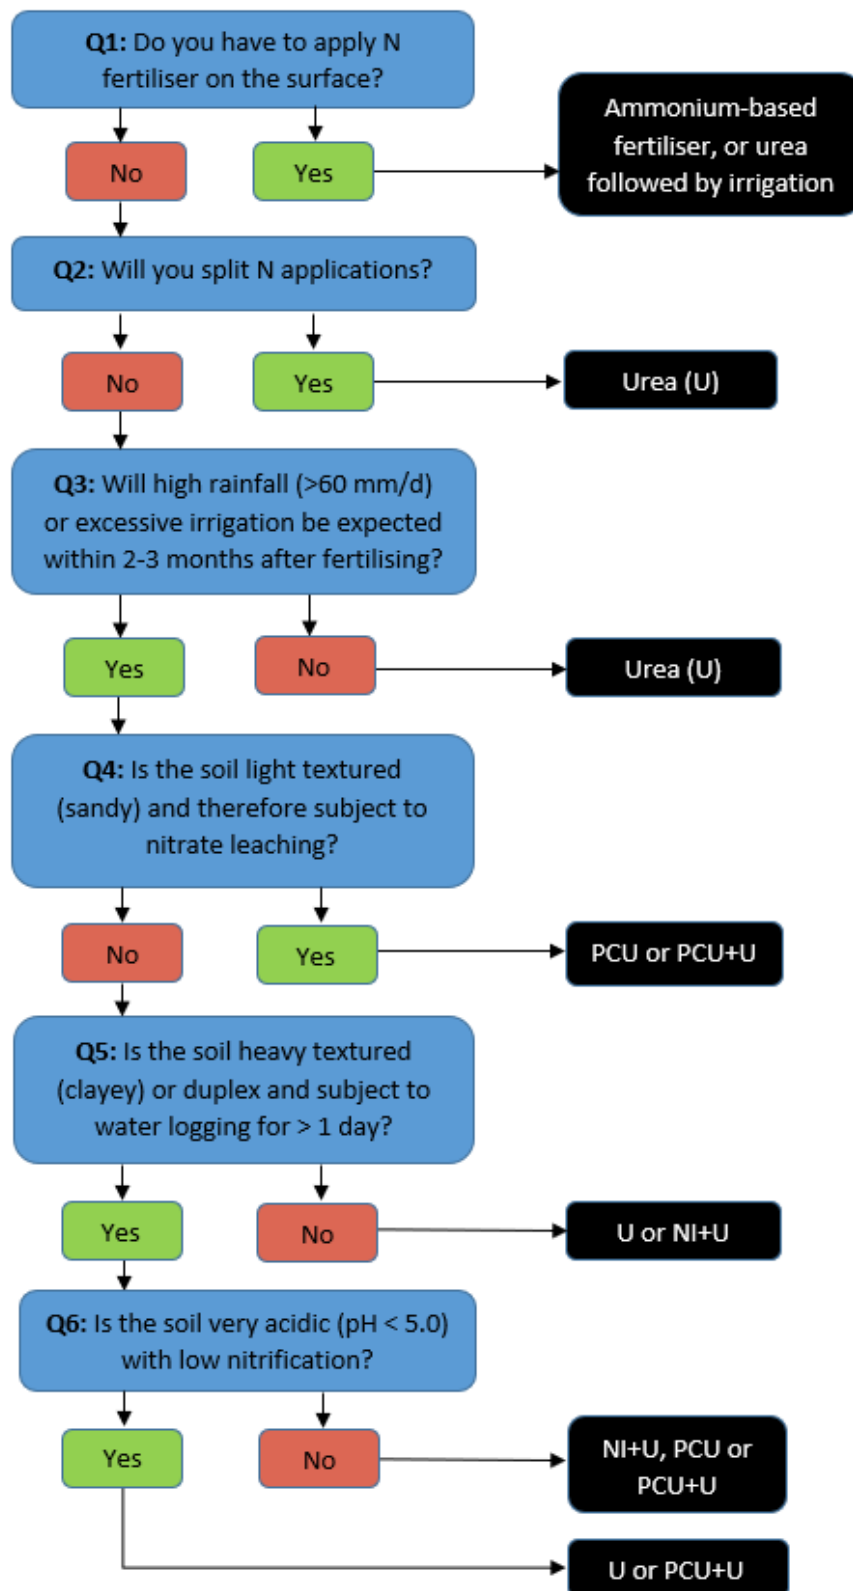 Q1: Do you have to apply N
fertiliser on the surface?
No
Yes
Ammonium-based
fertiliser, or urea
followed by irrigation
Q2: Will you split N applications?
No
Yes
Urea (U)
Q3: Will high rainfall (>60 mm/d)
or excessive irrigation be expected
within 2-3 months after fertilising?
Yes
No
Urea (U)
Q4: Is the soil light textured
(sandy) and therefore subject to
nitrate leaching?
No
Yes
PCU or PCU+U
Q5: Is the soil heavy textured
(clayey) or duplex and subject to
water logging for > 1 day?
Yes
No
U or NI+U
Q6: Is the soil very acidic (pH < 5.0)
with low nitrification?
Yes
No
NI+U, PCU or
PCU+U
U or PCU+U